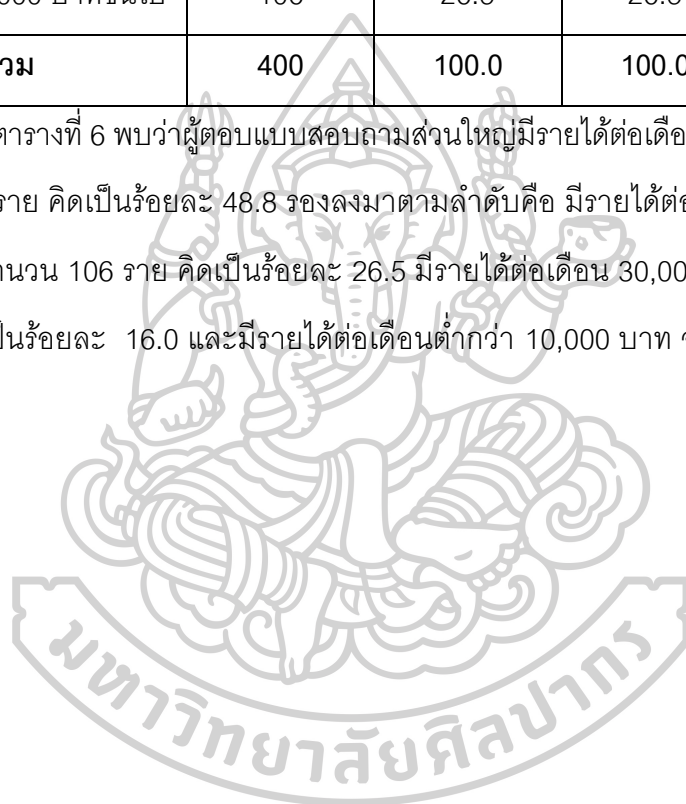 000 บาทขึ้นไป 106 26.5 26.5
วม 400 100.0 100.0
ตารางที่ 6 พบว่าผู้ตอบแบบสอบถามส่วนใหญ่มีรายได้ต่อเดือ
ราย คิดเป็นร้อยละ 48.8 รองลงมาตามลำดับคือ มีรายได้ต่อ
านวน 106 ราย คิดเป็นร้อยละ 26.5 มีรายได้ต่อเดือน 30,00
ป็นร้อยละ 16.0 และมีรายได้ต่อเดือนต่ำกว่า 10,000 บาท จ
มหาวิทยาลัยศิลปากร